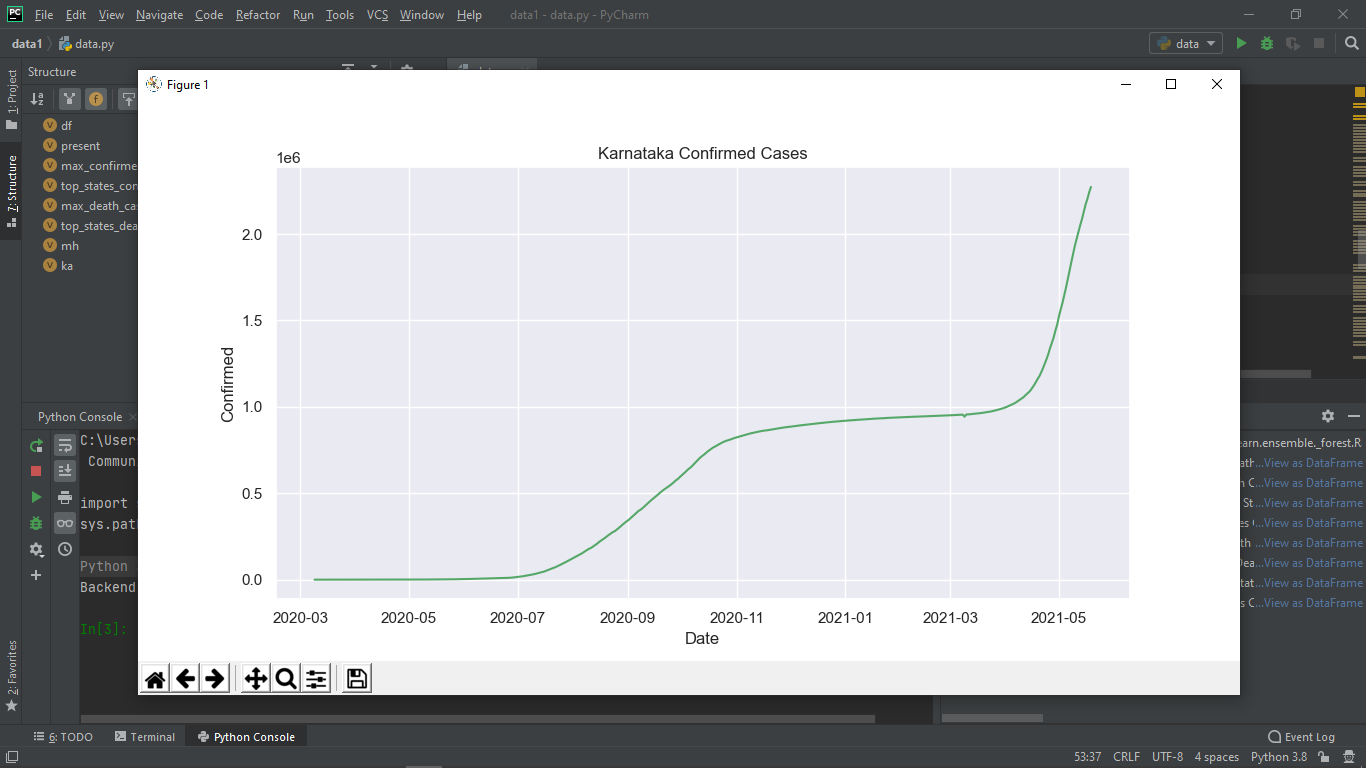 PC File Edit View Navigate Code Refactor Run Tools VCS Window Help data1 - data.py - PyCharm
data1 data.py data
1: Project
7: Structure
2: Favorites
Structure
df
present
max_confirme
top_states_con
max_death_ca
top_states_dea
mh
ka
Figure 1
Karnataka Confirmed Cases
1e6
2.0
1.5
1.0
0.5
0.0
Confirmed
2020-03 2020-05 2020-07 2020-09 2020-11 2021-01 2021-03 2021-05
Date
Python Console
C:\User
Commun
import
sys.pat
Python
Backend
In[3]:
earn.ensemble._forest.R
ath ...View as DataFrame
C ...View as DataFrame
St...View as DataFrame
es ...View as DataFrame
th ...View as DataFrame
Dea...View as DataFrame
tat...View as DataFrame
s C...View as DataFrame
6: TODO Terminal Python Console Event Log
53:37 CRLF UTF-8 4 spaces Python 3.8